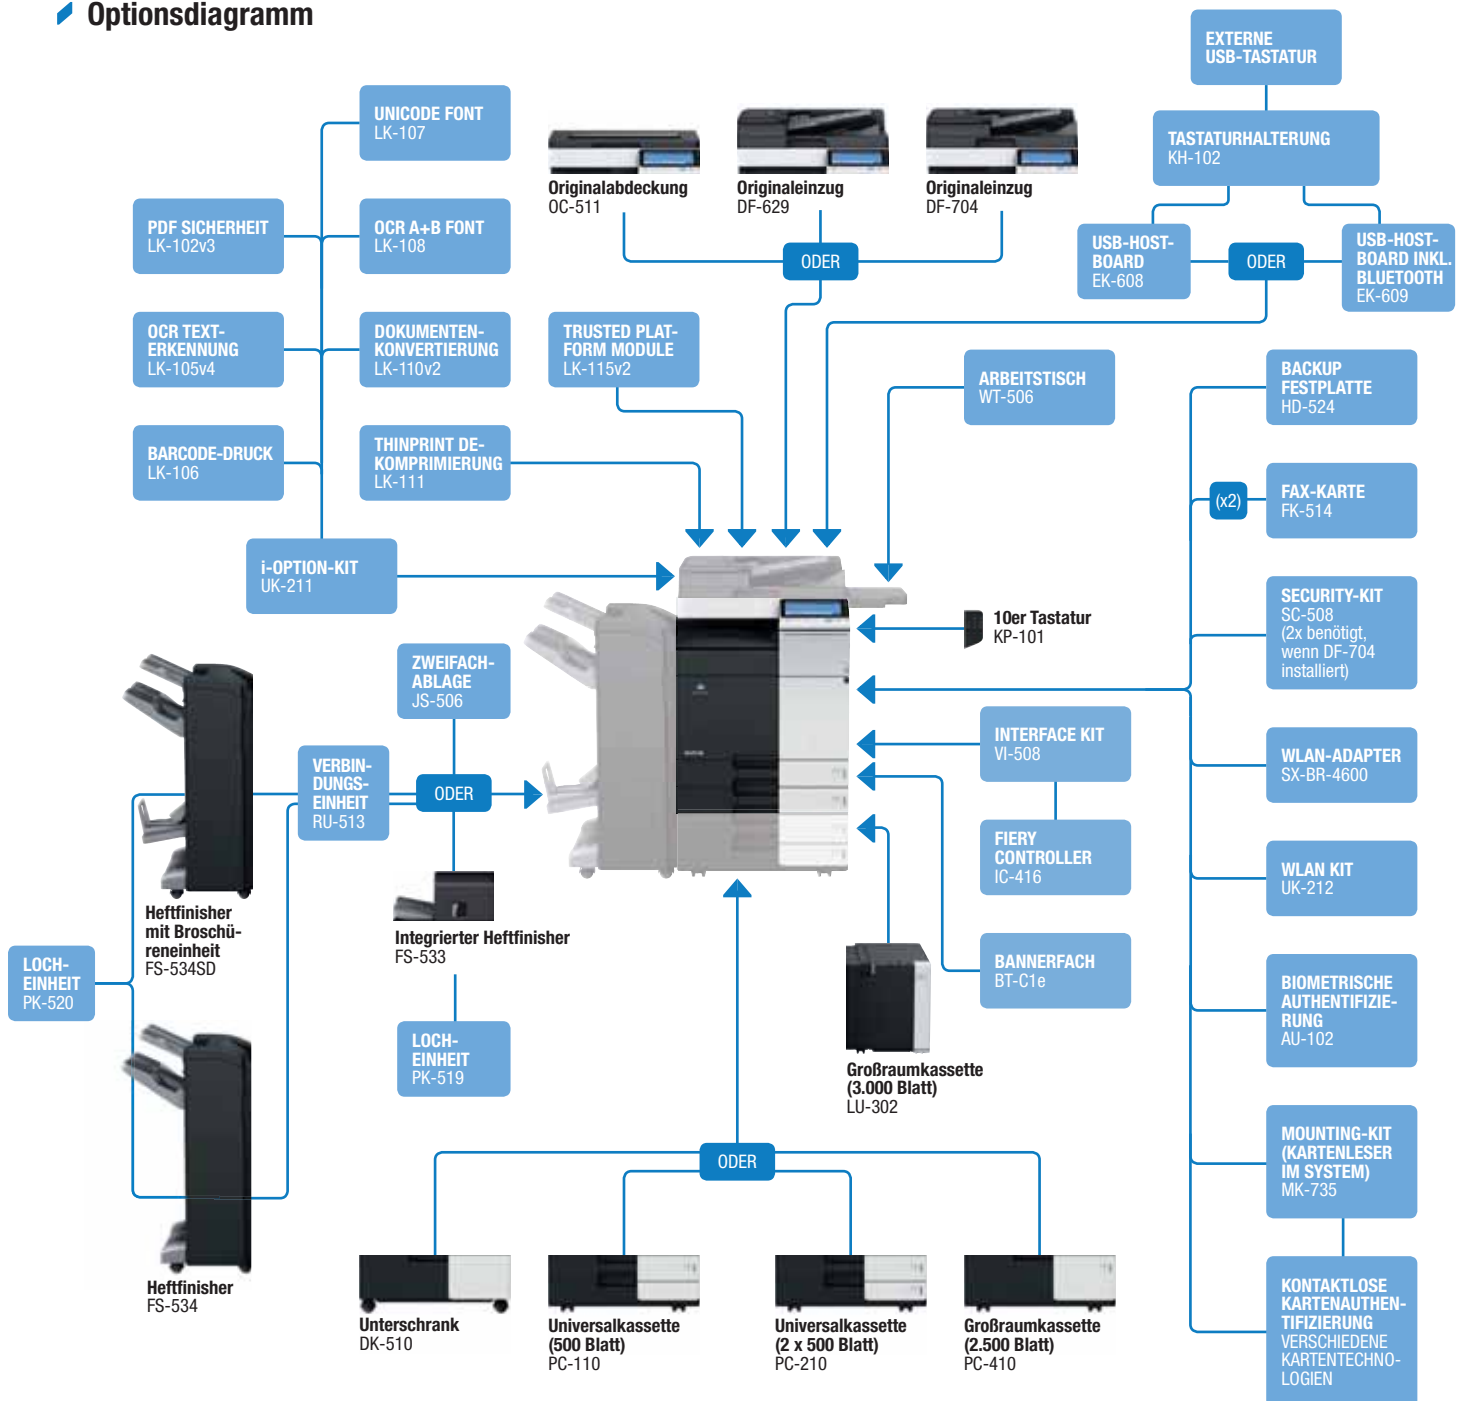 Optionsdiagramm
EXTERNE
USB-TASTATUR
UNICODE FONT
LK-107
TASTATURHALTERUNG
KH-102
Originalabdeckung
OC-511
Originaleinzug
DF-629
Originaleinzug
DF-704
PDF SICHERHEIT
LK-102v3
OCR A+B FONT
LK-108
ODER
USB-HOST-
BOARD
EK-608
ODER
USB-HOST-
BOARD INKL.
BLUETOOTH
EK-609
OCR TEXT-
ERKENNUNG
LK-105v4
DOKUMENTEN-
KONVERTIERUNG
LK-110v2
TRUSTED PLAT-
FORM MODULE
LK-115v2
ARBEITSTISCH
WT-506
BACKUP
FESTPLATTE
HD-524
BARCODE-DRUCK
LK-106
THINPRINT DE-
KOMPRIMIERUNG
LK-111
(x2)
FAX-KARTE
FK-514
i-OPTION-KIT
UK-211
SECURITY-KIT
SC-508
(2x benötigt,
wenn DF-704
installiert)
10er Tastatur
KP-101
ZWEIFACH-
ABLAGE
JS-506
INTERFACE KIT
VI-508
WLAN-ADAPTER
SX-BR-4600
VERBIN-
DUNGS-
EINHEIT
RU-513
ODER
FIERY
CONTROLLER
IC-416
WLAN KIT
UK-212
Heftfinisher
mit Broschü-
reneinheit
FS-534SD
Integrierter Heftfinisher
FS-533
LOCH-
EINHEIT
PK-520
BANNERFACH
BT-C1e
BIOMETRISCHE
AUTHENTIFIZIE-
RUNG
AU-102
LOCH-
EINHEIT
PK-519
Großraumkassette
(3.000 Blatt)
LU-302
MOUNTING-KIT
(KARTENLESER
IM SYSTEM)
MK-735
ODER
Heftfinisher
FS-534
KONTAKTLOSE
KARTENAUTHEN-
TIFIZIERUNG
VERSCHIEDENE
KARTENTECHNO-
LOGIEN
Unterschrank
DK-510
Universalkassette
(500 Blatt)
PC-110
Universalkassette
(2 x 500 Blatt)
PC-210
Großraumkassette
(2.500 Blatt)
PC-410